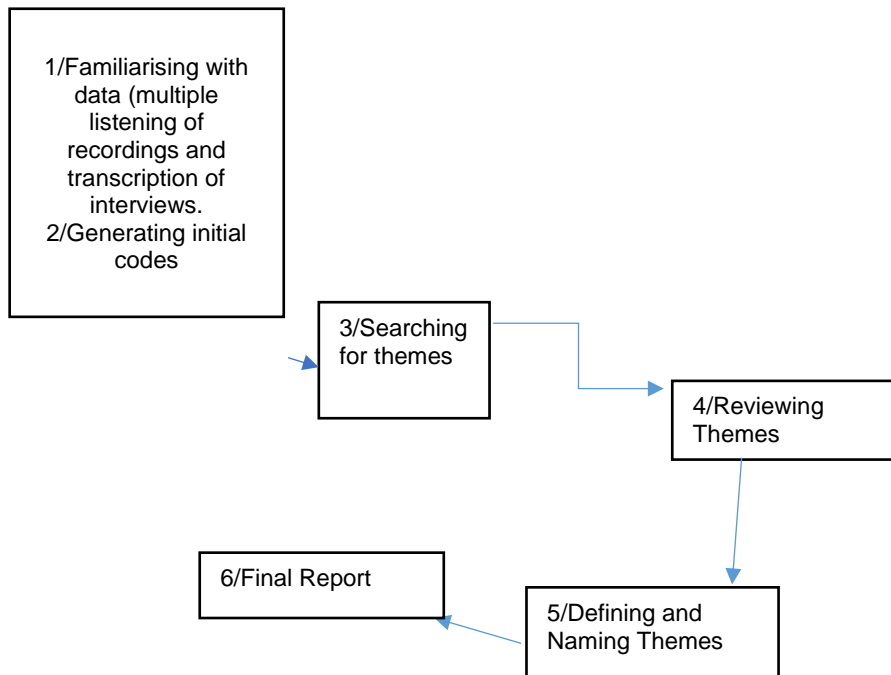 1/Familiarising with
data (multiple
listening of
recordings and
transcription of
interviews.
2/Generating initial
codes
3/Searching
for themes
4/Reviewing
Themes
5/Defining and
Naming Themes
6/Final Report